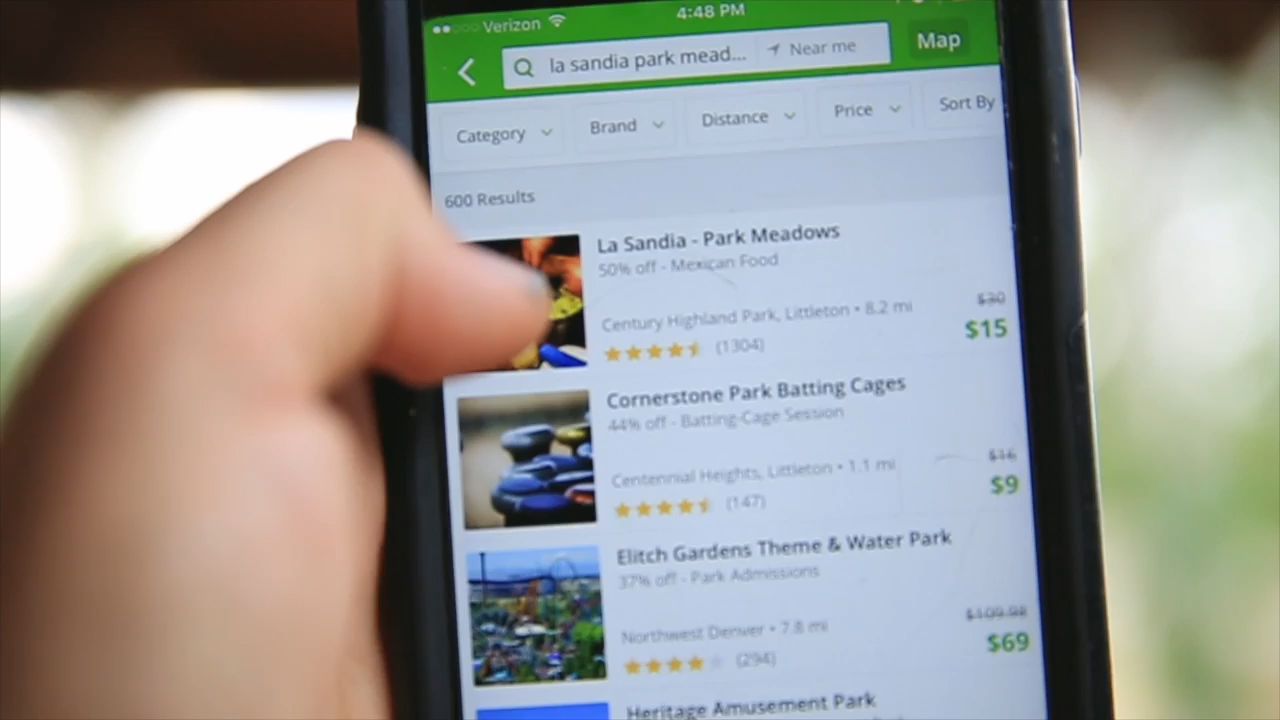 Verizon 4:48 PM
la sandia park mead... Near me Map
Category Brand Distance Price Sort By
600 Results
La Sandia - Park Meadows
50% off - Mexican Food
Century Highland Park, Littleton • 8.2 mi $30
(1304) $15
Cornerstone Park Batting Cages
44% off - Batting-Cage Session
Centennial Heights, Littleton • 1.1 mi $16
(147) $9
Elitch Gardens Theme & Water Park
37% off - Park Admissions
Northwest Denver • 7.8 mi $109.98
(294) $69
Heritage Amusement Park